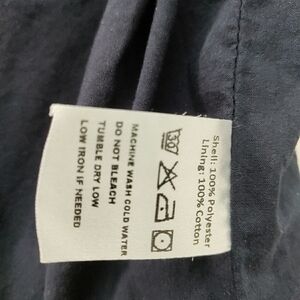 Shell: 100% Polyester
Lining: 100% Cotton
30
MACHINE WASH COLD WATER
DO NOT BLEACH
TUMBLE DRY LOW
LOW IRON IF NEEDED